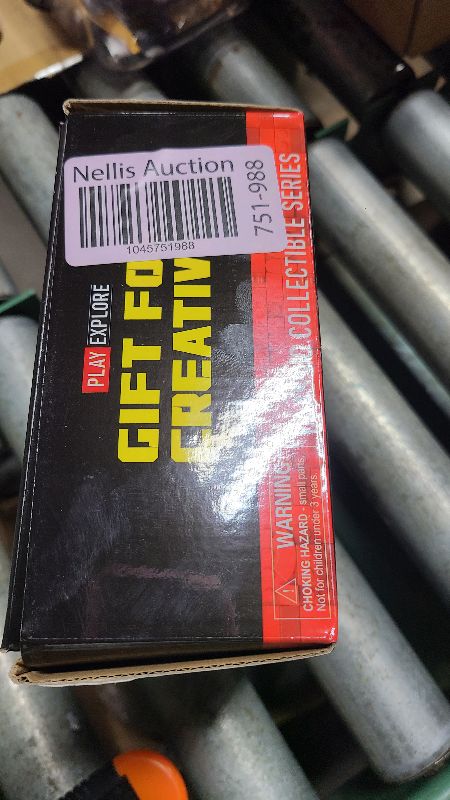 Nellis Auction
1045751988
751-988
PLAY EXPLORE
GIFT FO
CREATIV
COLLECTIBLE SERIES
WARNING
CHOKING HAZARD - small parts.
Not for children under 3 years.